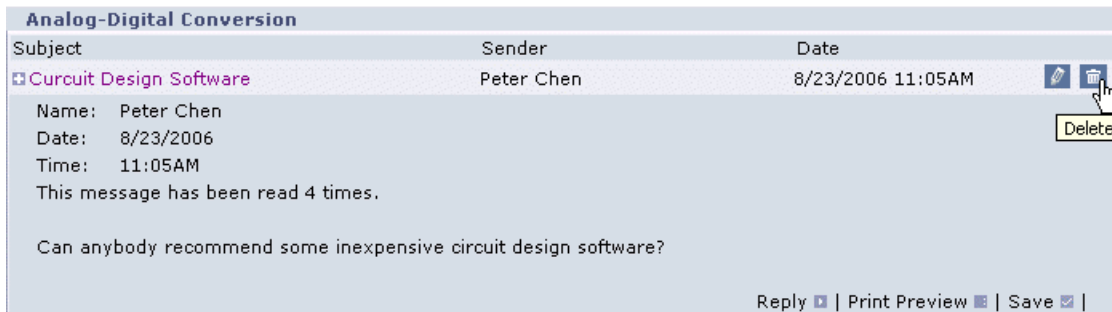 Analog-Digital Conversion
Subject Sender Date
Curcuit Design Software Peter Chen 8/23/2006 11:05AM
Delete
Name: Peter Chen
Date: 8/23/2006
Time: 11:05AM
This message has been read 4 times.
Can anybody recommend some inexpensive circuit design software?
Reply | Print Preview | Save |